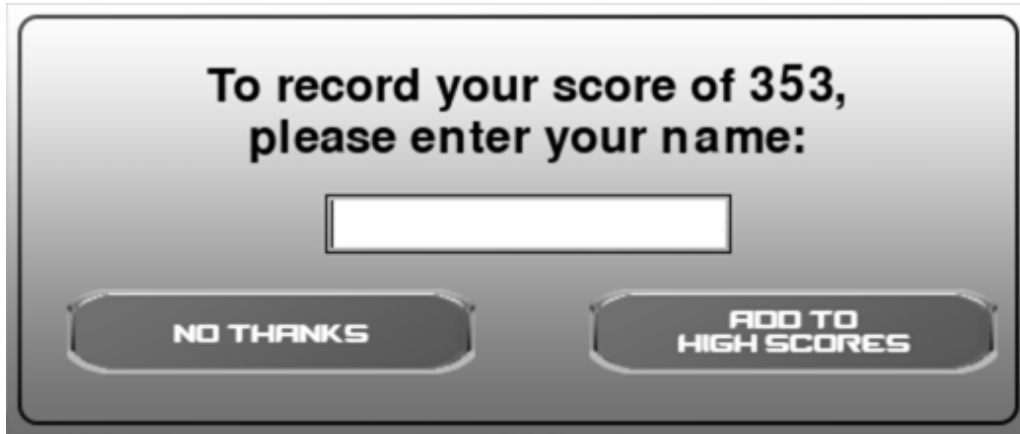 To record your score of 353,
please enter your name:
NO THANKS
ADD TO
HIGH SCORES